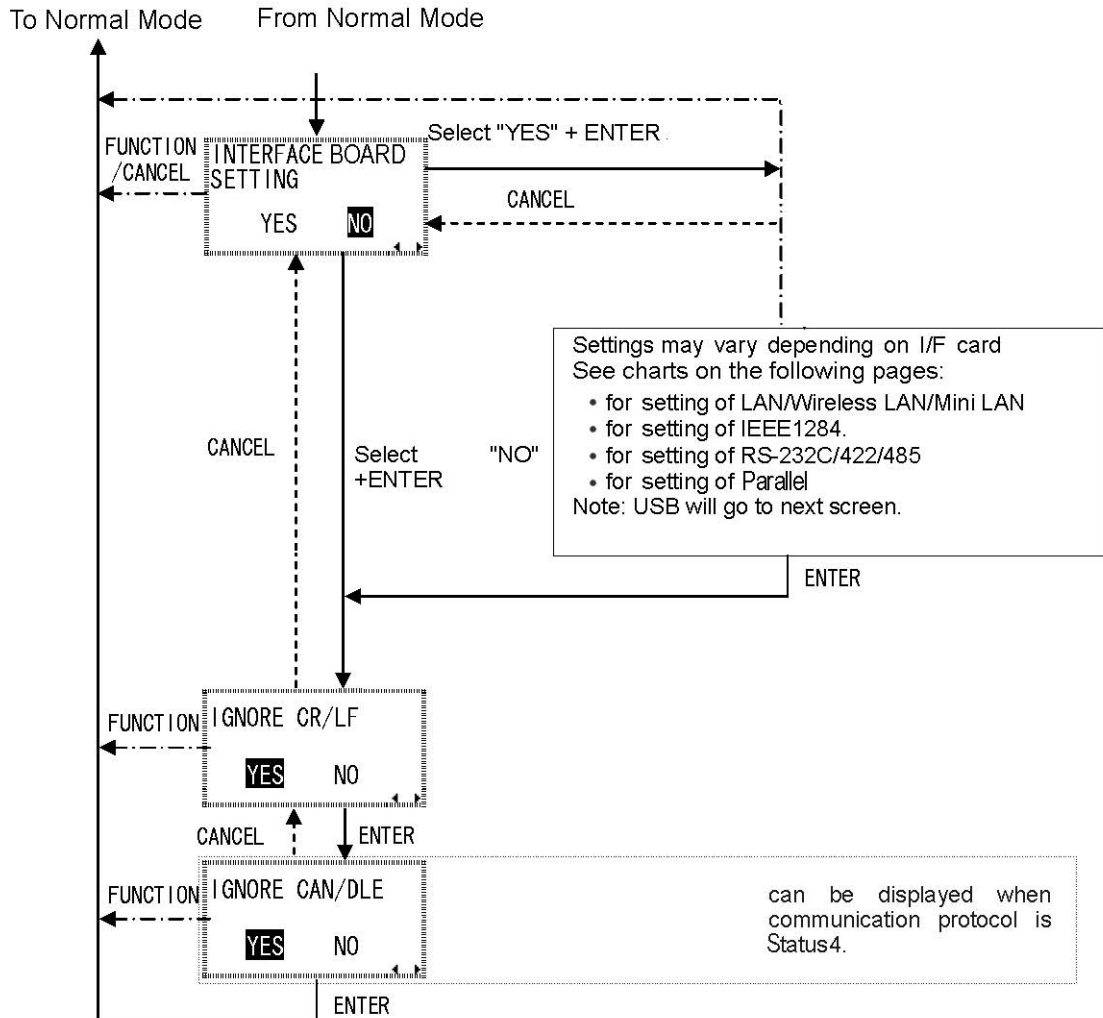 To Normal Mode
From Normal Mode
FUNCTION
/CANCEL
INTERFACE BOARD
SETTING
YES NO
Select "YES" + ENTER
CANCEL
Settings may vary depending on I/F card
See charts on the following pages:
• for setting of LAN/Wireless LAN/Mini LAN
• for setting of IEEE1284.
• for setting of RS-232C/422/485
• for setting of Parallel
Note: USB will go to next screen.
CANCEL
Select "NO"
+ENTER
ENTER
FUNCTION
IGNORE CR/LF
YES NO
CANCEL
ENTER
FUNCTION
IGNORE CAN/DLE
YES NO
can be displayed when
communication protocol is
Status4.
ENTER